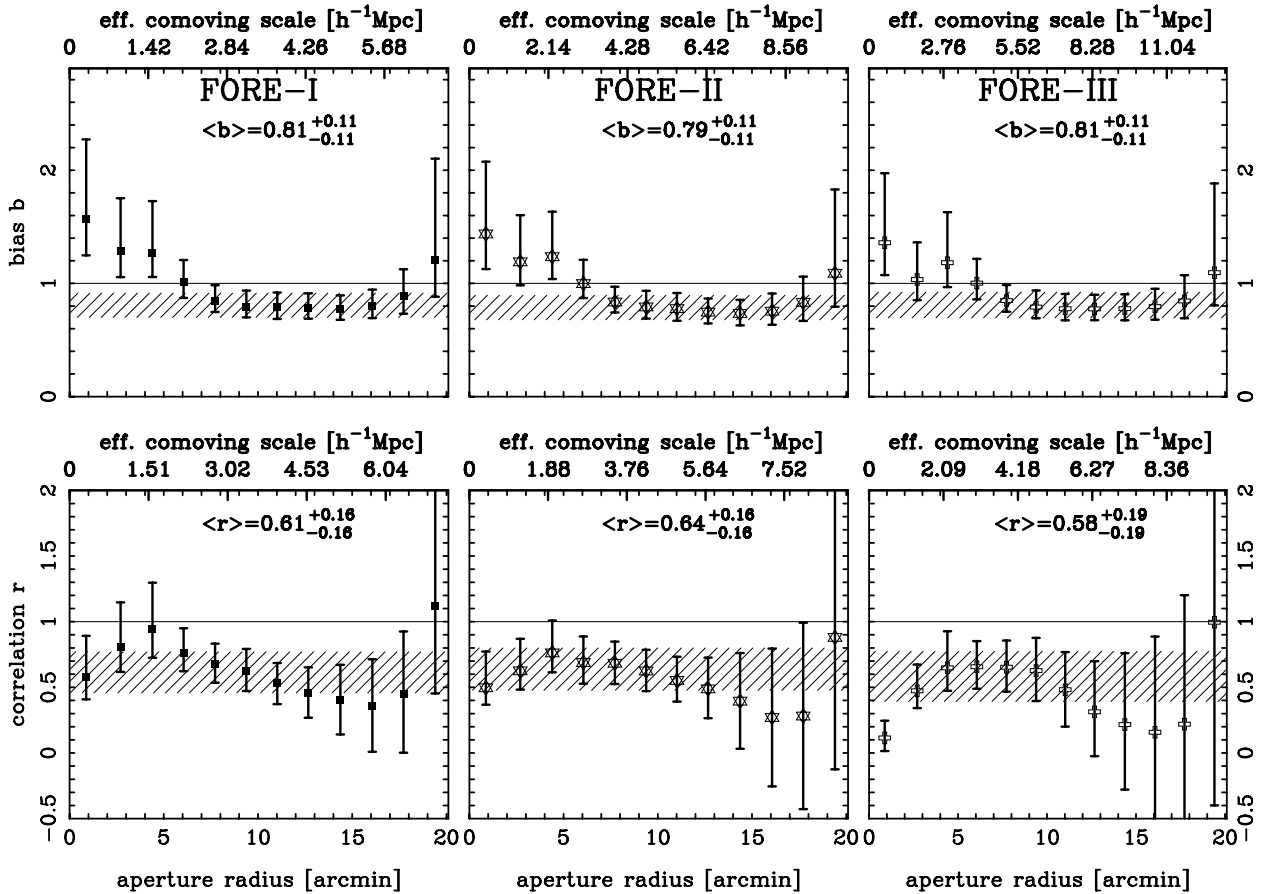 eff. comoving scale [h⁻¹Mpc] eff. comoving scale [h⁻¹Mpc] eff. comoving scale [h⁻¹Mpc]
0 1.42 2.84 4.26 5.68 0 2.14 4.28 6.42 8.56 0 2.76 5.52 8.28 11.04
FORE-I FORE-II FORE-III
<b>=0.81+0.11−0.11 <b>=0.79+0.11−0.11 <b>=0.81+0.11−0.11
2 2
bias b
1 1
0 0
eff. comoving scale [h⁻¹Mpc] eff. comoving scale [h⁻¹Mpc] eff. comoving scale [h⁻¹Mpc]
0 1.51 3.02 4.53 6.04 0 1.88 3.76 5.64 7.52 0 2.09 4.18 6.27 8.36
2 2
<r>=0.61+0.16−0.16 <r>=0.64+0.16−0.16 <r>=0.58+0.19−0.19
1.5 1.5
1 1
correlation r
0.5 0.5
0 0
−0.5 −0.5
0 5 10 15 20 0 5 10 15 20 0 5 10 15 20
aperture radius [arcmin] aperture radius [arcmin] aperture radius [arcmin]